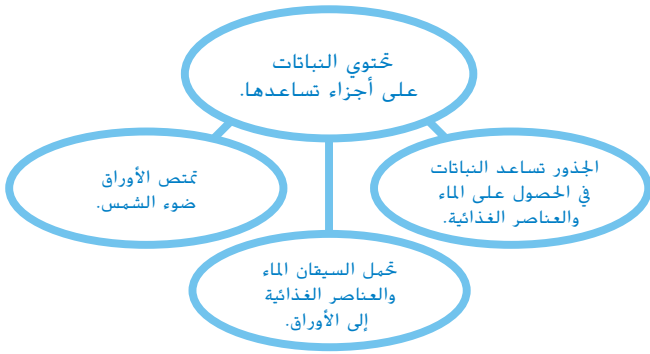 تحتوي النباتات
على أجزاء تساعدها.
الجذور تساعد النباتات
في الحصول على الماء
والعناصر الغذائية.
تحمل السيقان الماء
والعناصر الغذائية
إلى الأوراق.
تمتص الأوراق
ضوء الشمس.